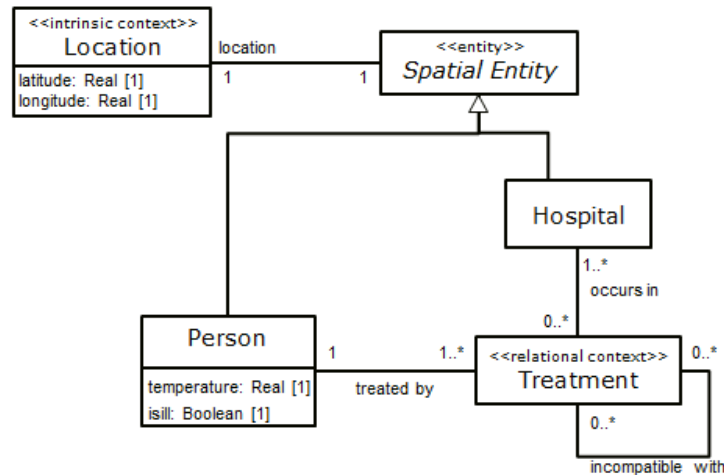 <<intrinsic context>>
Location
latitude: Real [1]
longitude: Real [1]
location
1
1
<<entity>>
Spatial Entity
Hospital
1..*
occurs in
0..*
Person
temperature: Real [1]
isill: Boolean [1]
1
1..*
treated by
<<relational context>>
Treatment
0..*
0..*
incompatible with